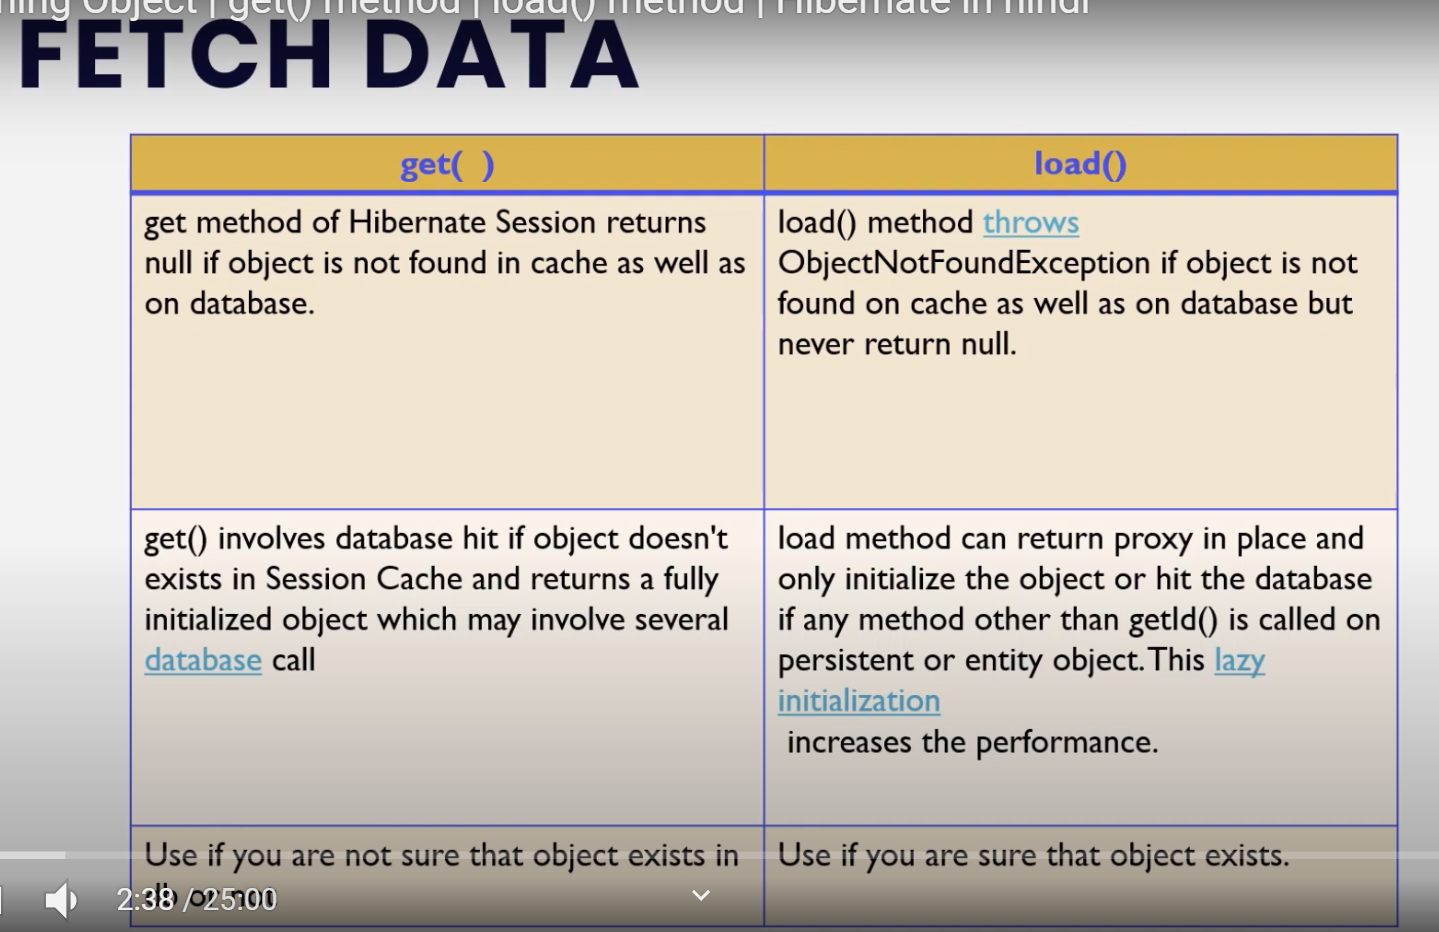 Object | get() method | load() method | Hibernate in hindi
FETCH DATA
get( )
load()
get method of Hibernate Session returns
null if object is not found in cache as well as
on database.
load() method throws
ObjectNotFoundException if object is not
found on cache as well as on database but
never return null.
get() involves database hit if object doesn't
exists in Session Cache and returns a fully
initialized object which may involve several
database call
load method can return proxy in place and
only initialize the object or hit the database
if any method other than getId() is called on
persistent or entity object. This lazy
initialization
increases the performance.
Use if you are not sure that object exists in
db or not
Use if you are sure that object exists.
2:38 / 25:00